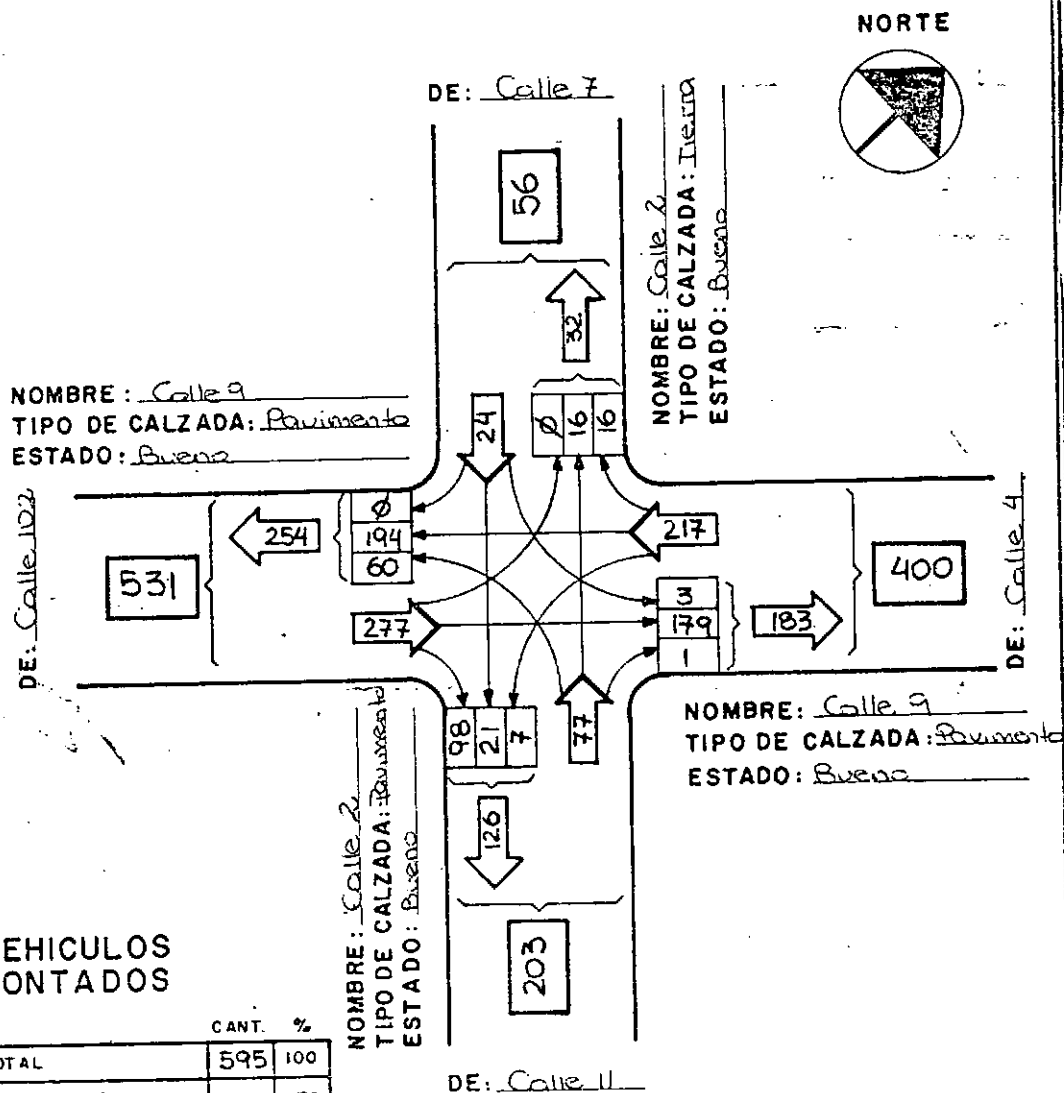 NORTE
DE: Calle 7
56
NOMBRE: Calle 2
TIPO DE CALZADA: Tierra
ESTADO: Bueno
32
NOMBRE: Calle 9
TIPO DE CALZADA: Pavimento
ESTADO: Bueno
24
Ø
16
16
DE: Calle 102
531
254
Ø
194
60
217
277
3
179
1
183
400
DE: Calle 4
98
21
7
77
NOMBRE: Calle 9
TIPO DE CALZADA: Pavimento
ESTADO: Bueno
126
NOMBRE: Calle 2
TIPO DE CALZADA: Pavimento
ESTADO: Bueno
203
EHICULOS
ONTADOS
CANT. %
OTAL 595 100
DE: Calle 11